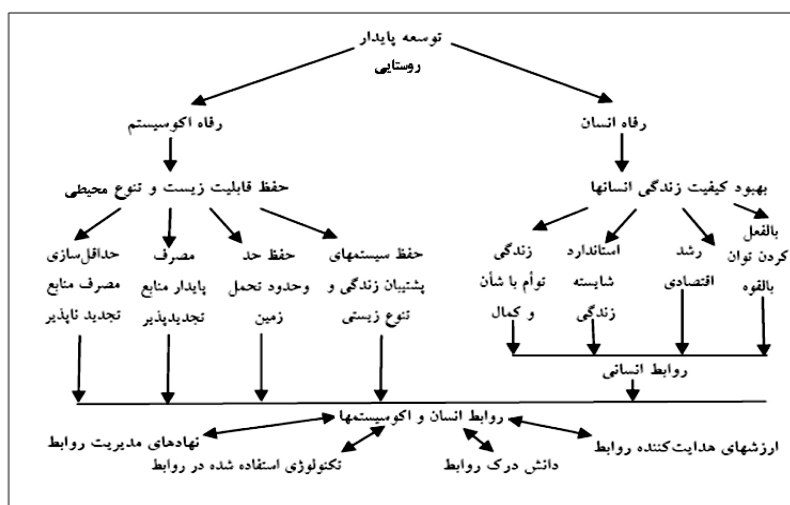 توسعه پایدار
روستایی
رفاه انسان
رفاه اکوسیستم
بهبود کیفیت زندگی انسانها
حفظ قابلیت زیست و تنوع محیطی
بالفعل
کردن توان
بالقوه
رشد
اقتصادی
استاندارد
شایسته
زندگی
زندگی
توأم با شأن
و کمال
حفظ سیستمهای
پشتیبان زندگی و
تنوع زیستی
حفظ حد
وحدود تحمل
زمین
مصرف
پایدار منابع
تجدیدپذیر
حداقل‌سازی
مصرف منابع
تجدید ناپذیر
روابط انسانی
روابط انسان و اکوسیستمها
ارزشهای هدایت‌کننده روابط
دانش درک روابط
تکنولوژی استفاده شده در روابط
نهادهای مدیریت روابط